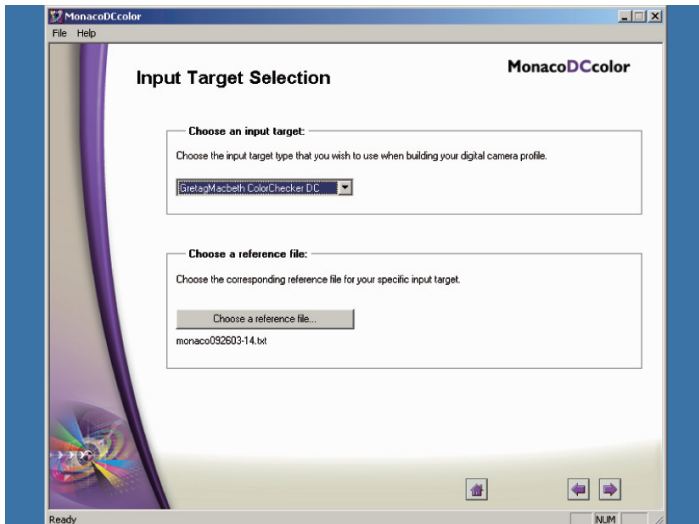 MonacoDCcolor
File Help
MonacoDCcolor
Input Target Selection
Choose an input target:
Choose the input target type that you wish to use when building your digital camera profile.
GretagMacbeth ColorChecker DC
Choose a reference file:
Choose the corresponding reference file for your specific input target.
Choose a reference file...
monaco092603-14.txt
Ready
NUM